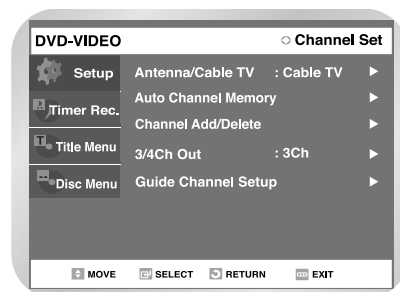 DVD-VIDEO Channel Set
Setup Antenna/Cable TV : Cable TV
Timer Rec. Auto Channel Memory
Channel Add/Delete
Title Menu 3/4Ch Out : 3Ch
Disc Menu Guide Channel Setup
MOVE SELECT RETURN EXIT